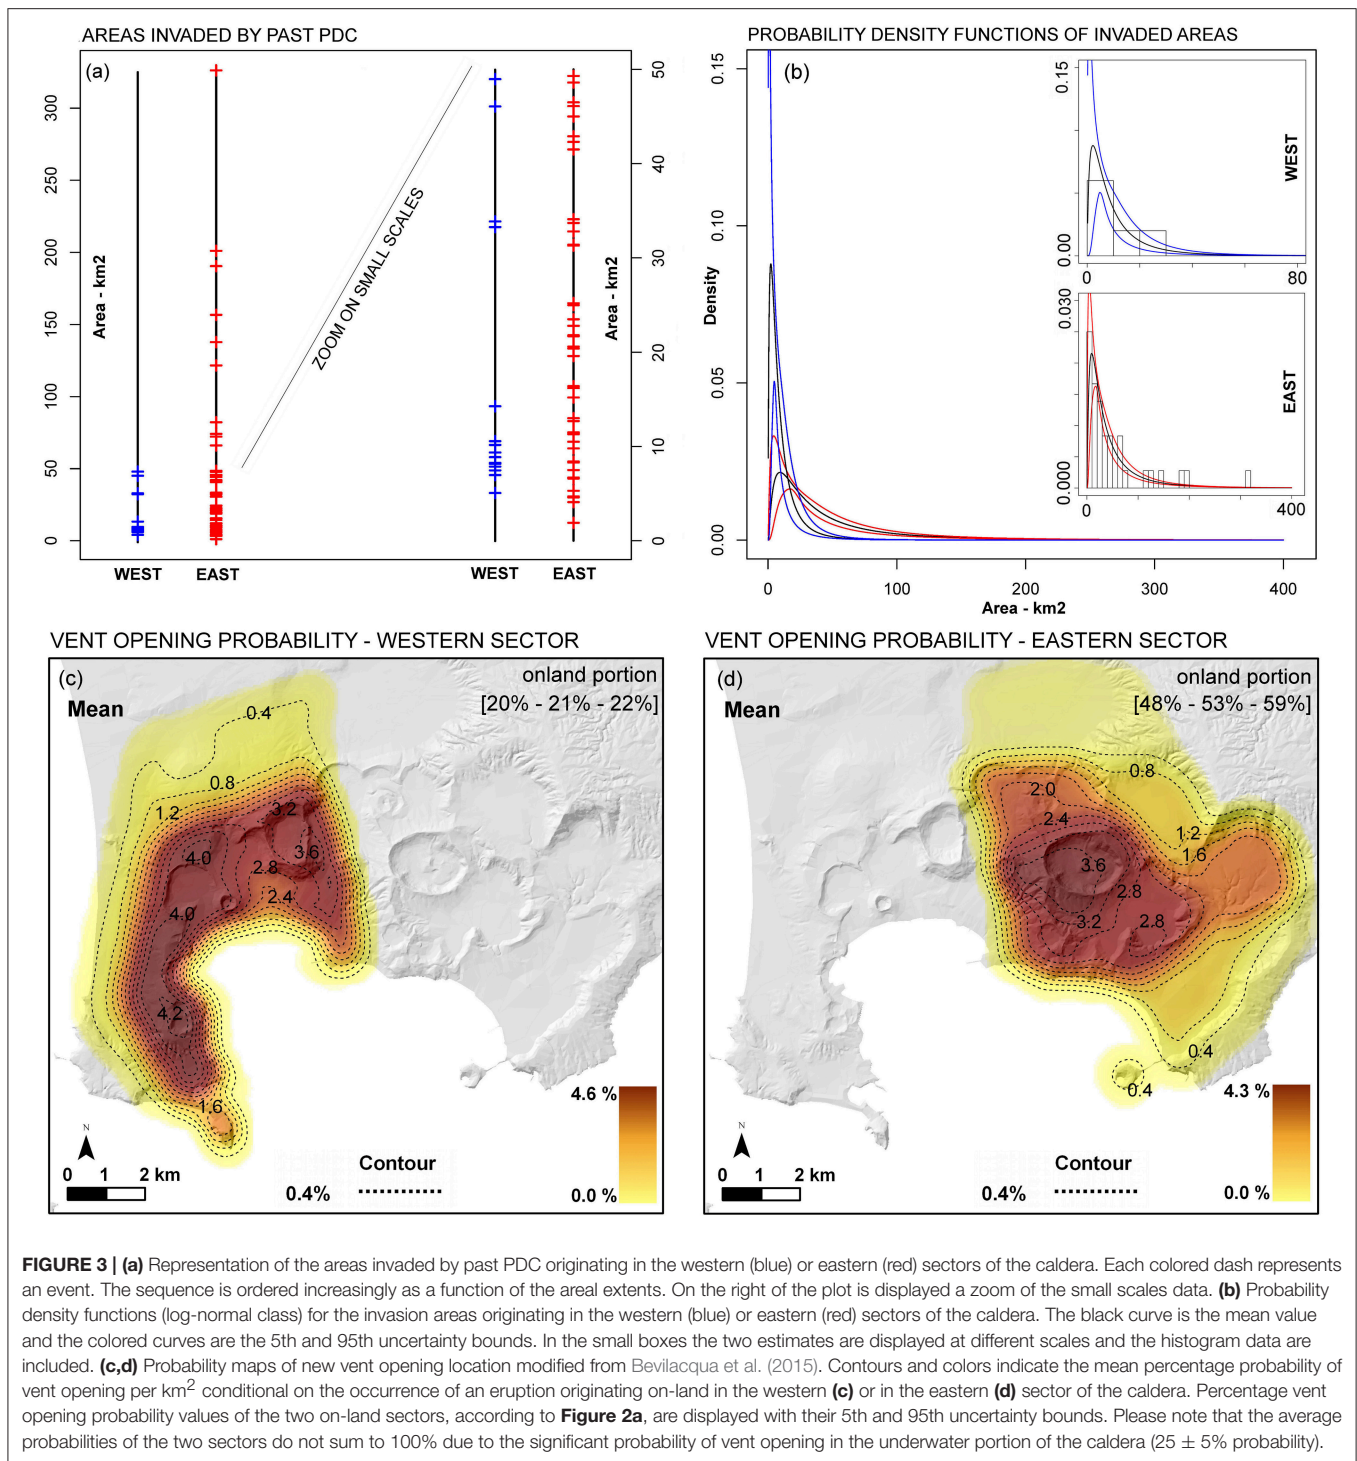 AREAS INVADED BY PAST PDC
(a)
Area - km2
0
50
100
150
200
250
300
ZOOM ON SMALL SCALES
Area - km2
0
10
20
30
40
50
WEST
EAST
WEST
EAST
PROBABILITY DENSITY FUNCTIONS OF INVADED AREAS
(b)
Density
0.00
0.05
0.10
0.15
0
100
200
300
400
Area - km2
0.00
0.15
0
80
WEST
0.000
0.030
0
400
EAST
VENT OPENING PROBABILITY - WESTERN SECTOR
(c)
Mean
onland portion
[20% - 21% - 22%]
0.4
0.8
1.2
3.2
4.0
3.6
2.8
2.4
4.0
4.2
1.6
4.6 %
0.0 %
N
0 1 2 km
Contour
0.4%
VENT OPENING PROBABILITY - EASTERN SECTOR
(d)
Mean
onland portion
[48% - 53% - 59%]
0.8
2.0
2.4
1.2
1.6
3.6
2.8
3.2
2.8
0.4
0.4
4.3 %
0.0 %
N
0 1 2 km
Contour
0.4%
FIGURE 3 | (a) Representation of the areas invaded by past PDC originating in the western (blue) or eastern (red) sectors of the caldera. Each colored dash represents
an event. The sequence is ordered increasingly as a function of the areal extents. On the right of the plot is displayed a zoom of the small scales data. (b) Probability
density functions (log-normal class) for the invasion areas originating in the western (blue) or eastern (red) sectors of the caldera. The black curve is the mean value
and the colored curves are the 5th and 95th uncertainty bounds. In the small boxes the two estimates are displayed at different scales and the histogram data are
included. (c,d) Probability maps of new vent opening location modified from Bevilacqua et al. (2015). Contours and colors indicate the mean percentage probability of
vent opening per km² conditional on the occurrence of an eruption originating on-land in the western (c) or in the eastern (d) sector of the caldera. Percentage vent
opening probability values of the two on-land sectors, according to Figure 2a, are displayed with their 5th and 95th uncertainty bounds. Please note that the average
probabilities of the two sectors do not sum to 100% due to the significant probability of vent opening in the underwater portion of the caldera (25 ± 5% probability).